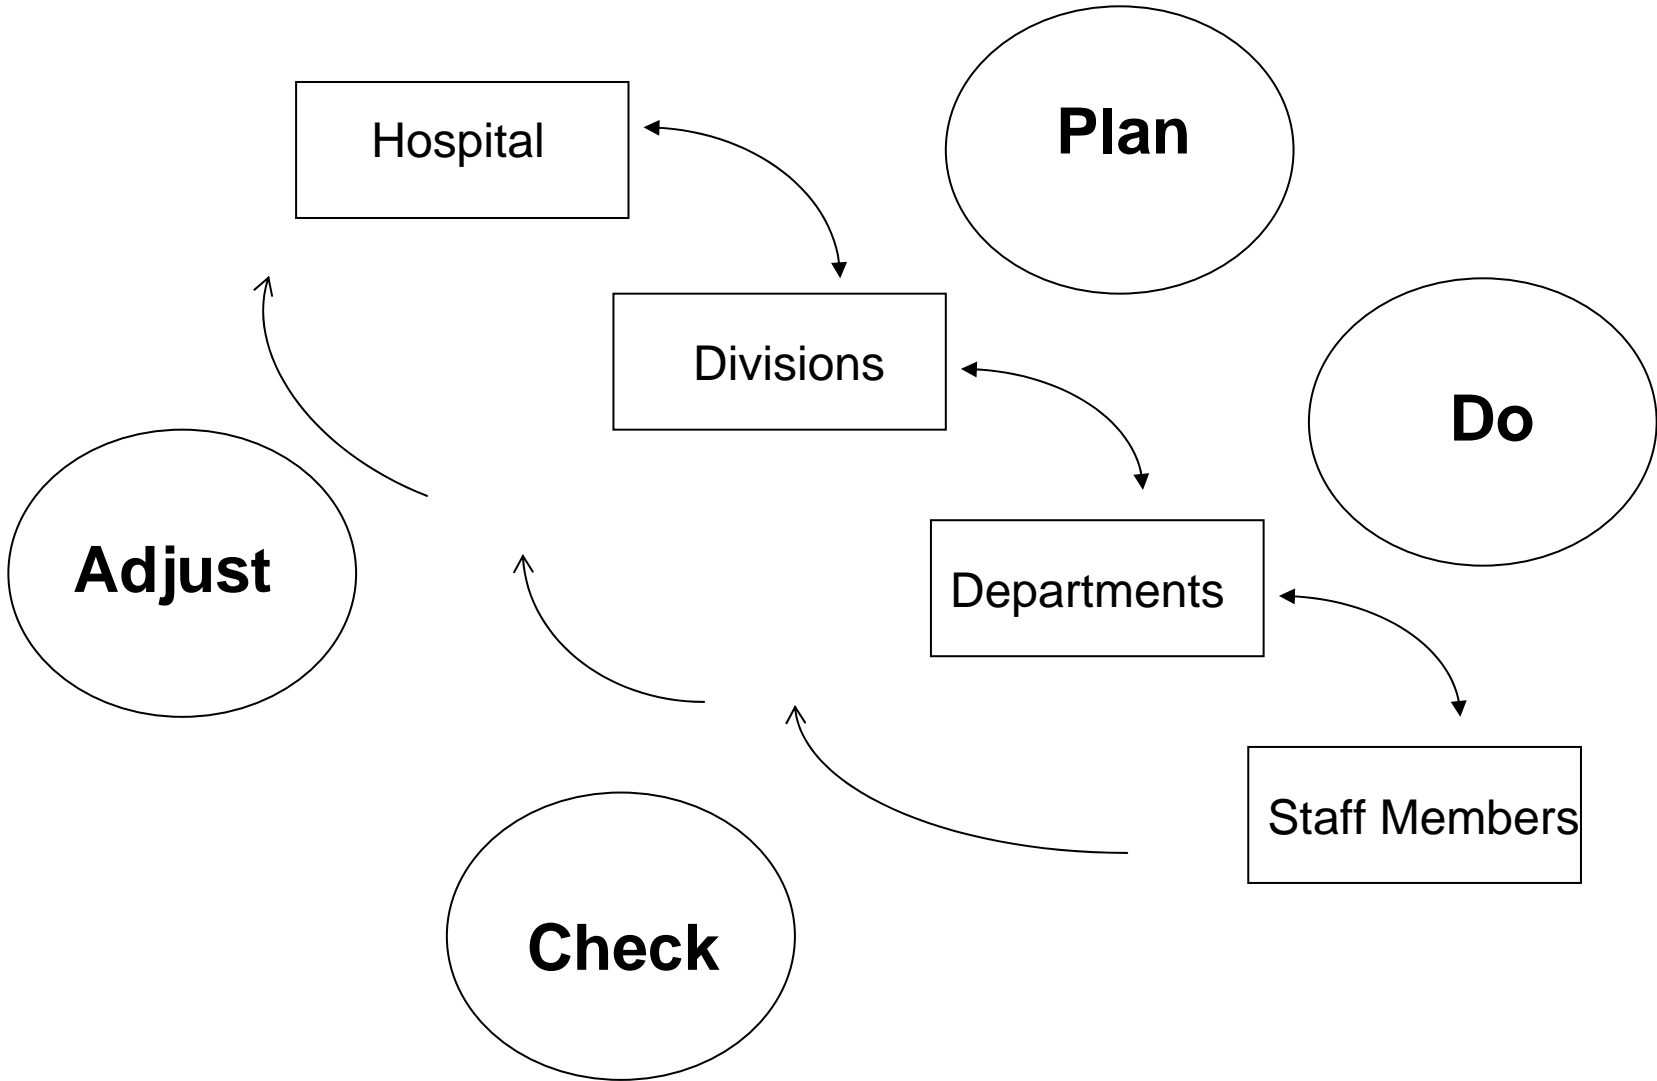 Plan
Hospital
Divisions
Do
Adjust
Departments
Staff Members
Check